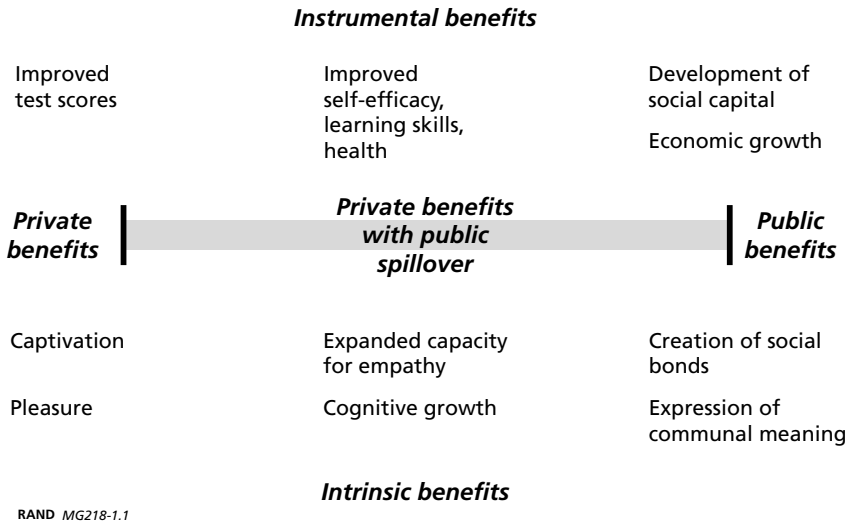 Instrumental benefits
Improved
test scores
Improved
self-efficacy,
learning skills,
health
Development of
social capital
Economic growth
Private
benefits
Private benefits
with public
spillover
Public
benefits
Captivation
Pleasure
Expanded capacity
for empathy
Cognitive growth
Creation of social
bonds
Expression of
communal meaning
Intrinsic benefits
RAND MG218-1.1